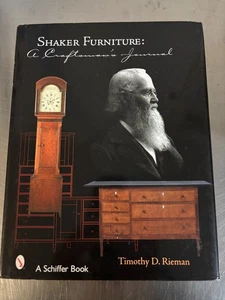 SHAKER FURNITURE:
A Craftsman's Journal
Timothy D. Rieman
S
A Schiffer Book